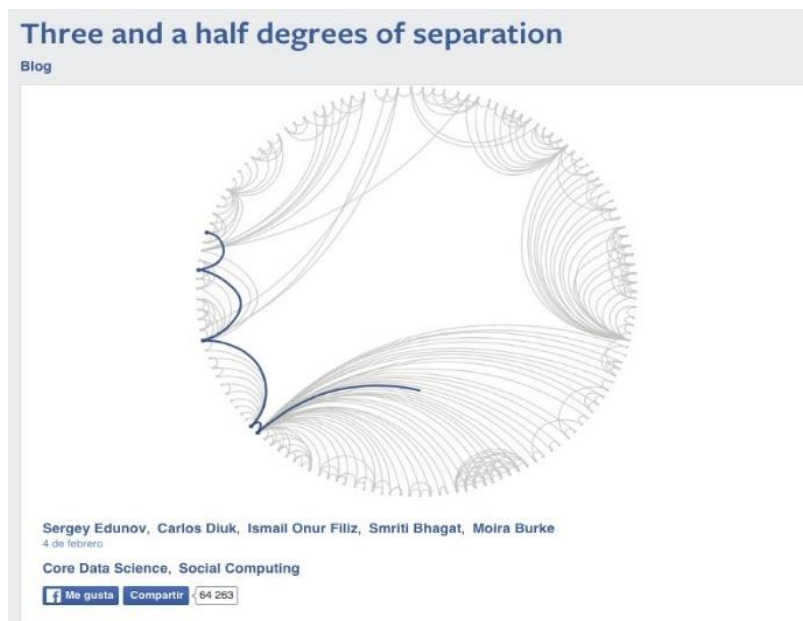 Three and a half degrees of separation
Blog
Sergey Edunov, Carlos Diuk, Ismail Onur Filiz, Smriti Bhagat, Moira Burke
4 de febrero
Core Data Science, Social Computing
Me gusta Compartir 64 263